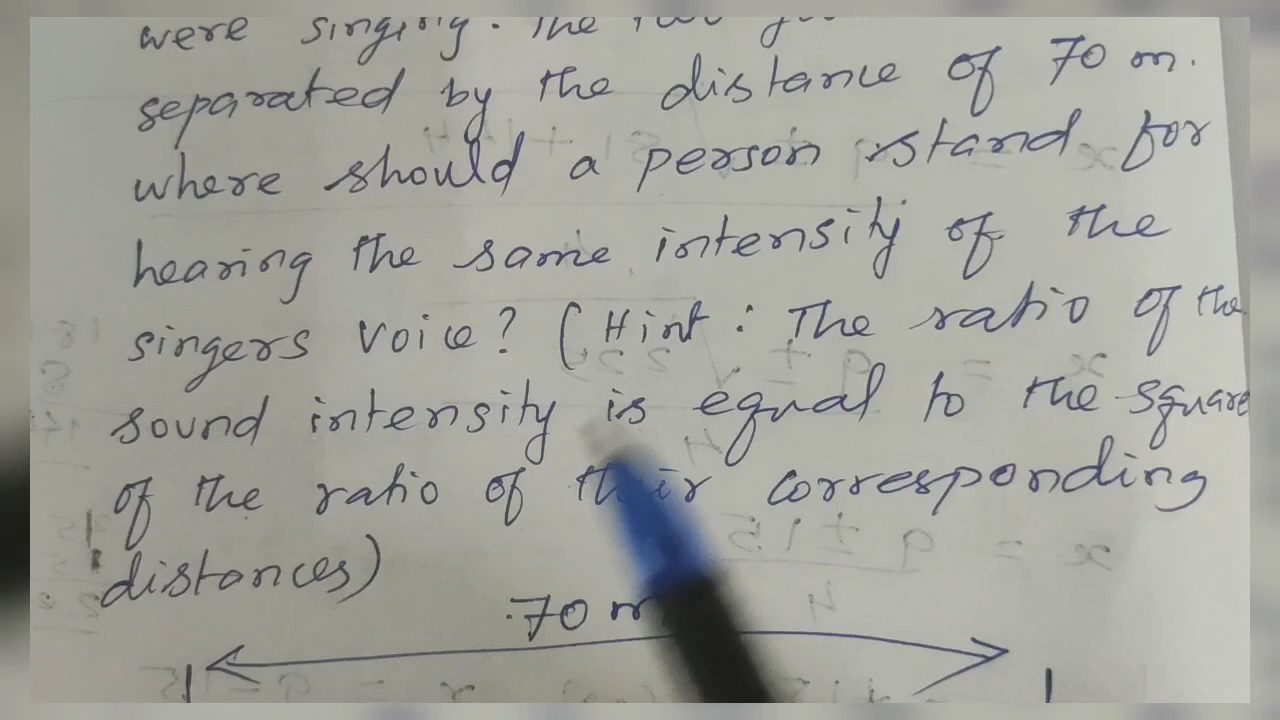 were singing. The
separated by the distance of 70 m.
where should a person stand for
hearing the same intensity of the
singers voice? (Hint : The ratio of the
sound intensity is equal to the square
of the ratio of their corresponding
distances)
70 m